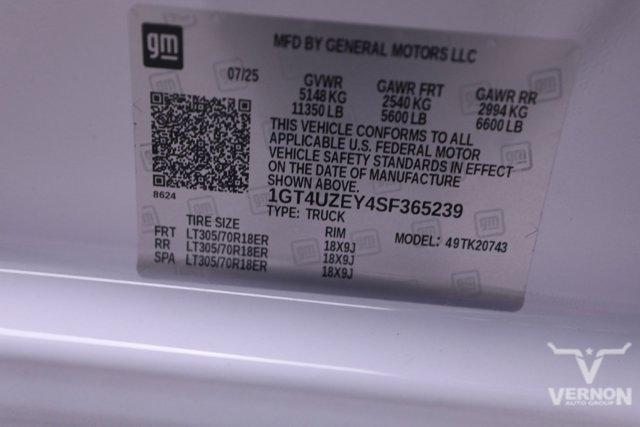 gm
MFD BY GENERAL MOTORS LLC
07/25 GVWR GAWR FRT GAWR RR
5148 KG 2540 KG 2994 KG
11350 LB 5600 LB 6600 LB
THIS VEHICLE CONFORMS TO ALL
APPLICABLE U.S. FEDERAL MOTOR
VEHICLE SAFETY STANDARDS IN EFFECT
ON THE DATE OF MANUFACTURE
SHOWN ABOVE.
8624
1GT4UZEY4SF365239
TYPE: TRUCK
TIRE SIZE RIM MODEL: 49TK20743
FRT LT305/70R18ER 18X9J
RR LT305/70R18ER 18X9J
SPA LT305/70R18ER 18X9J
VERNON
AUTO GROUP